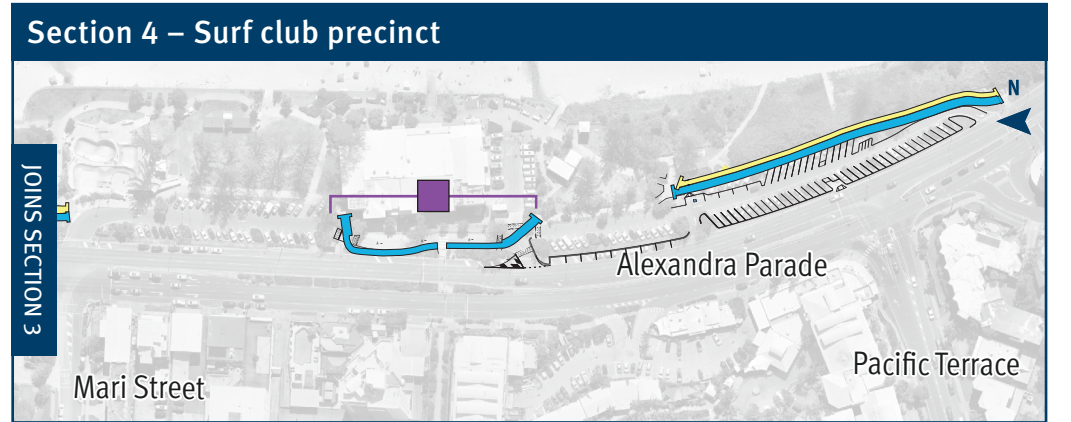 Section 4 – Surf club precinct
N
JOINS SECTION 3
Alexandra Parade
Pacific Terrace
Mari Street